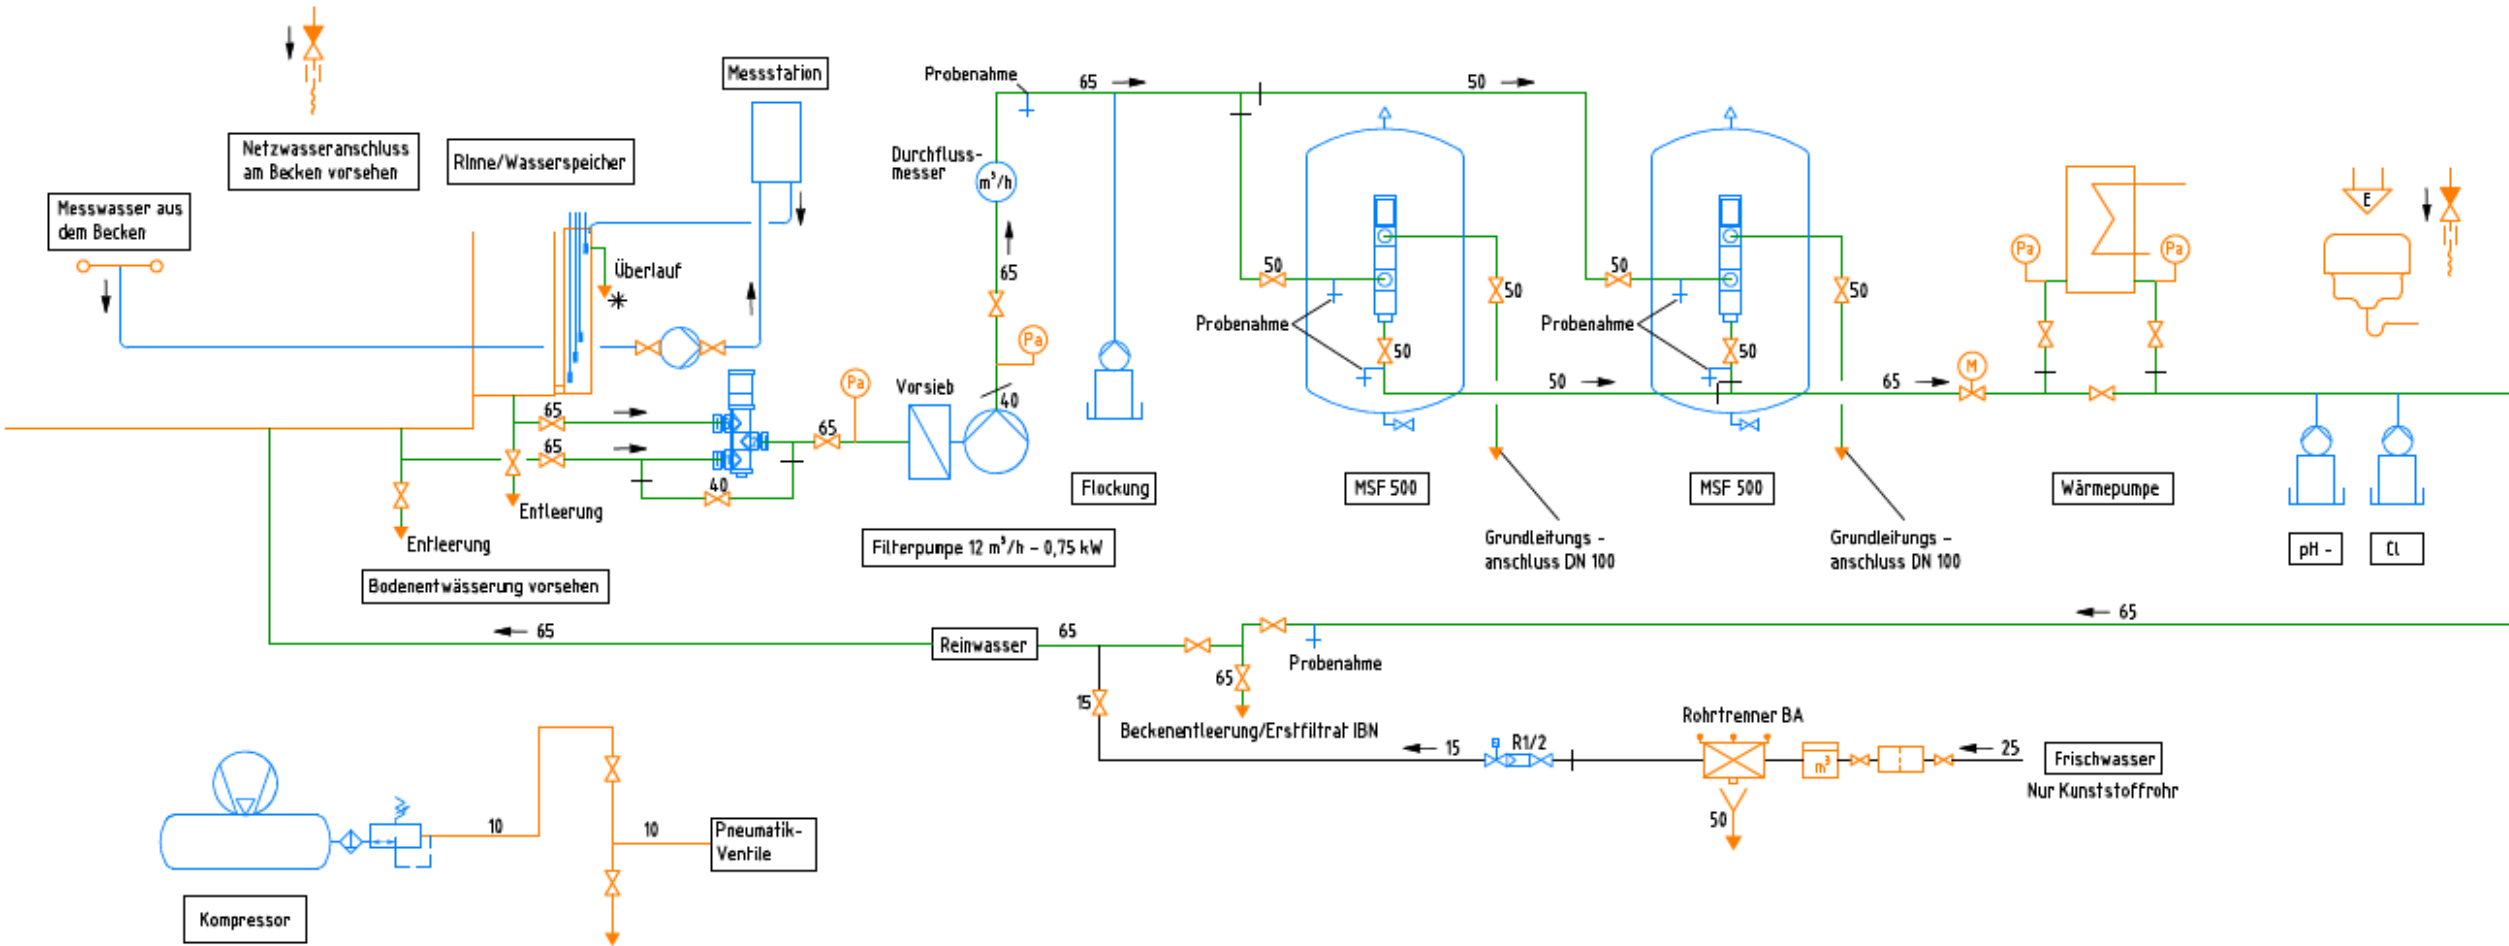 Netzwasseranschluss
am Becken vorsehen
RInne/Wasserspeicher
Messstation
Messwasser aus
dem Becken
Überlauf
65
65
40
Entleerung
Entleerung
Bodenentwässerung vorsehen
65
Pa
Vorsieb
40
Pa
65
Durchfluss-
messer
m³/h
Probenahme
65
50
Filterpumpe 12 m³/h - 0,75 kW
Flockung
50
50
Probenahme
50
50
MSF 500
Grundleitungs -
anschluss DN 100
50
50
Probenahme
50
65
MSF 500
Grundleitungs -
anschluss DN 100
M
Pa
Pa
Wärmepumpe
E
pH -
Cl
65
65
Reinwasser
65
Probenahme
65
15
Beckenentleerung/Erstfiltrat IBN
15
R1/2
Rohrtrenner BA
m³
25
Frischwasser
Nur Kunststoffrohr
50
10
10
Pneumatik-
Ventile
Kompressor